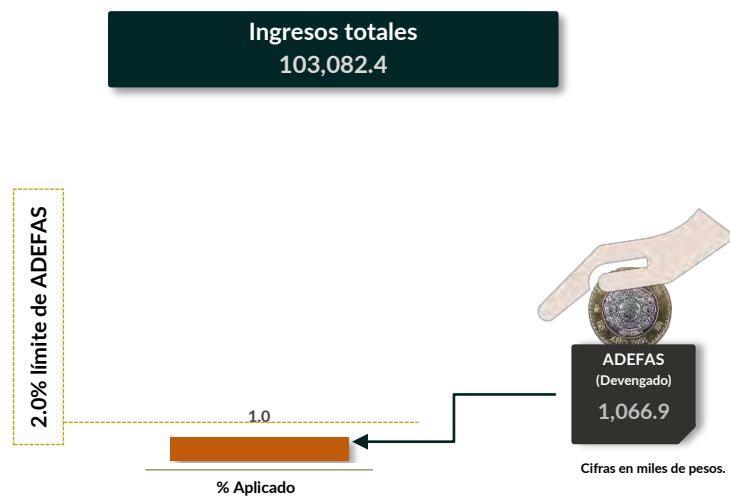 Ingresos totales
103,082.4
2.0% límite de ADEFAS
ADEFAS
(Devengado)
1,066.9
1.0
Cifras en miles de pesos.
% Aplicado